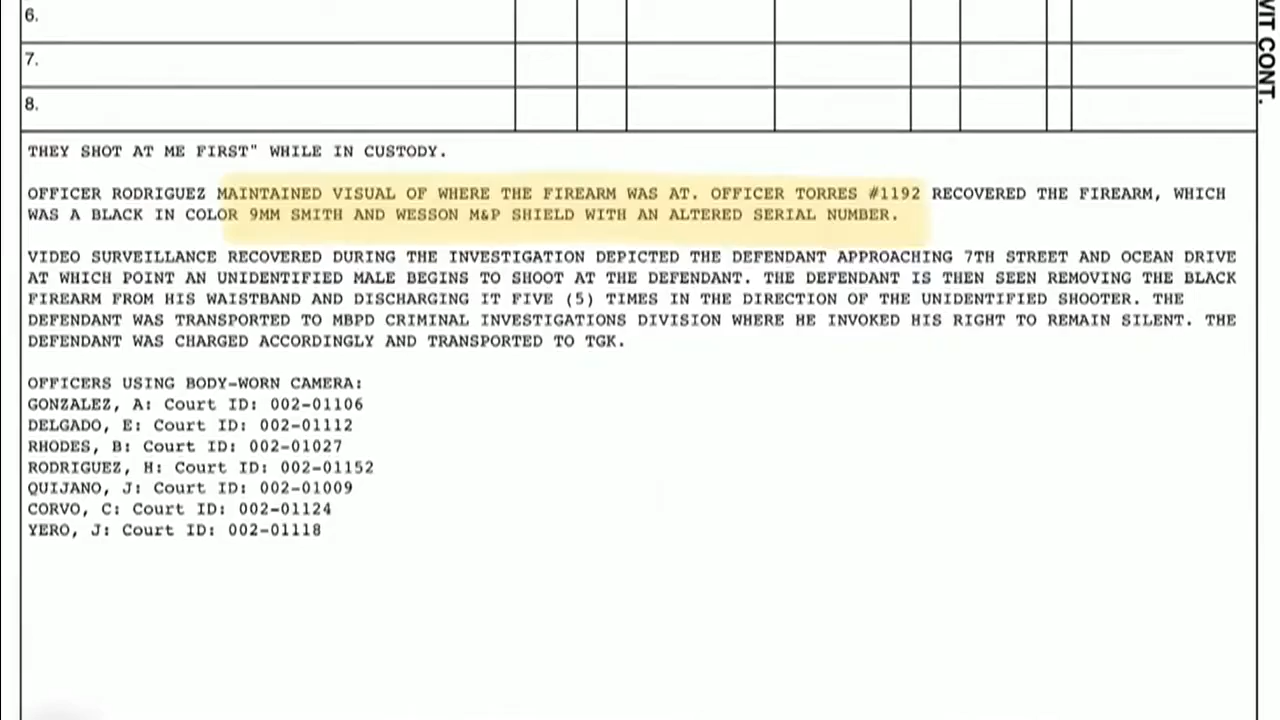 6.
7.
8.
VIT CONT.
THEY SHOT AT ME FIRST" WHILE IN CUSTODY.
OFFICER RODRIGUEZ MAINTAINED VISUAL OF WHERE THE FIREARM WAS AT. OFFICER TORRES #1192 RECOVERED THE FIREARM, WHICH
WAS A BLACK IN COLOR 9MM SMITH AND WESSON M&P SHIELD WITH AN ALTERED SERIAL NUMBER.
VIDEO SURVEILLANCE RECOVERED DURING THE INVESTIGATION DEPICTED THE DEFENDANT APPROACHING 7TH STREET AND OCEAN DRIVE
AT WHICH POINT AN UNIDENTIFIED MALE BEGINS TO SHOOT AT THE DEFENDANT. THE DEFENDANT IS THEN SEEN REMOVING THE BLACK
FIREARM FROM HIS WAISTBAND AND DISCHARGING IT FIVE (5) TIMES IN THE DIRECTION OF THE UNIDENTIFIED SHOOTER. THE
DEFENDANT WAS TRANSPORTED TO MBPD CRIMINAL INVESTIGATIONS DIVISION WHERE HE INVOKED HIS RIGHT TO REMAIN SILENT. THE
DEFENDANT WAS CHARGED ACCORDINGLY AND TRANSPORTED TO TGK.
OFFICERS USING BODY-WORN CAMERA:
GONZALEZ, A: Court ID: 002-01106
DELGADO, E: Court ID: 002-01112
RHODES, B: Court ID: 002-01027
RODRIGUEZ, H: Court ID: 002-01152
QUIJANO, J: Court ID: 002-01009
CORVO, C: Court ID: 002-01124
YERO, J: Court ID: 002-01118